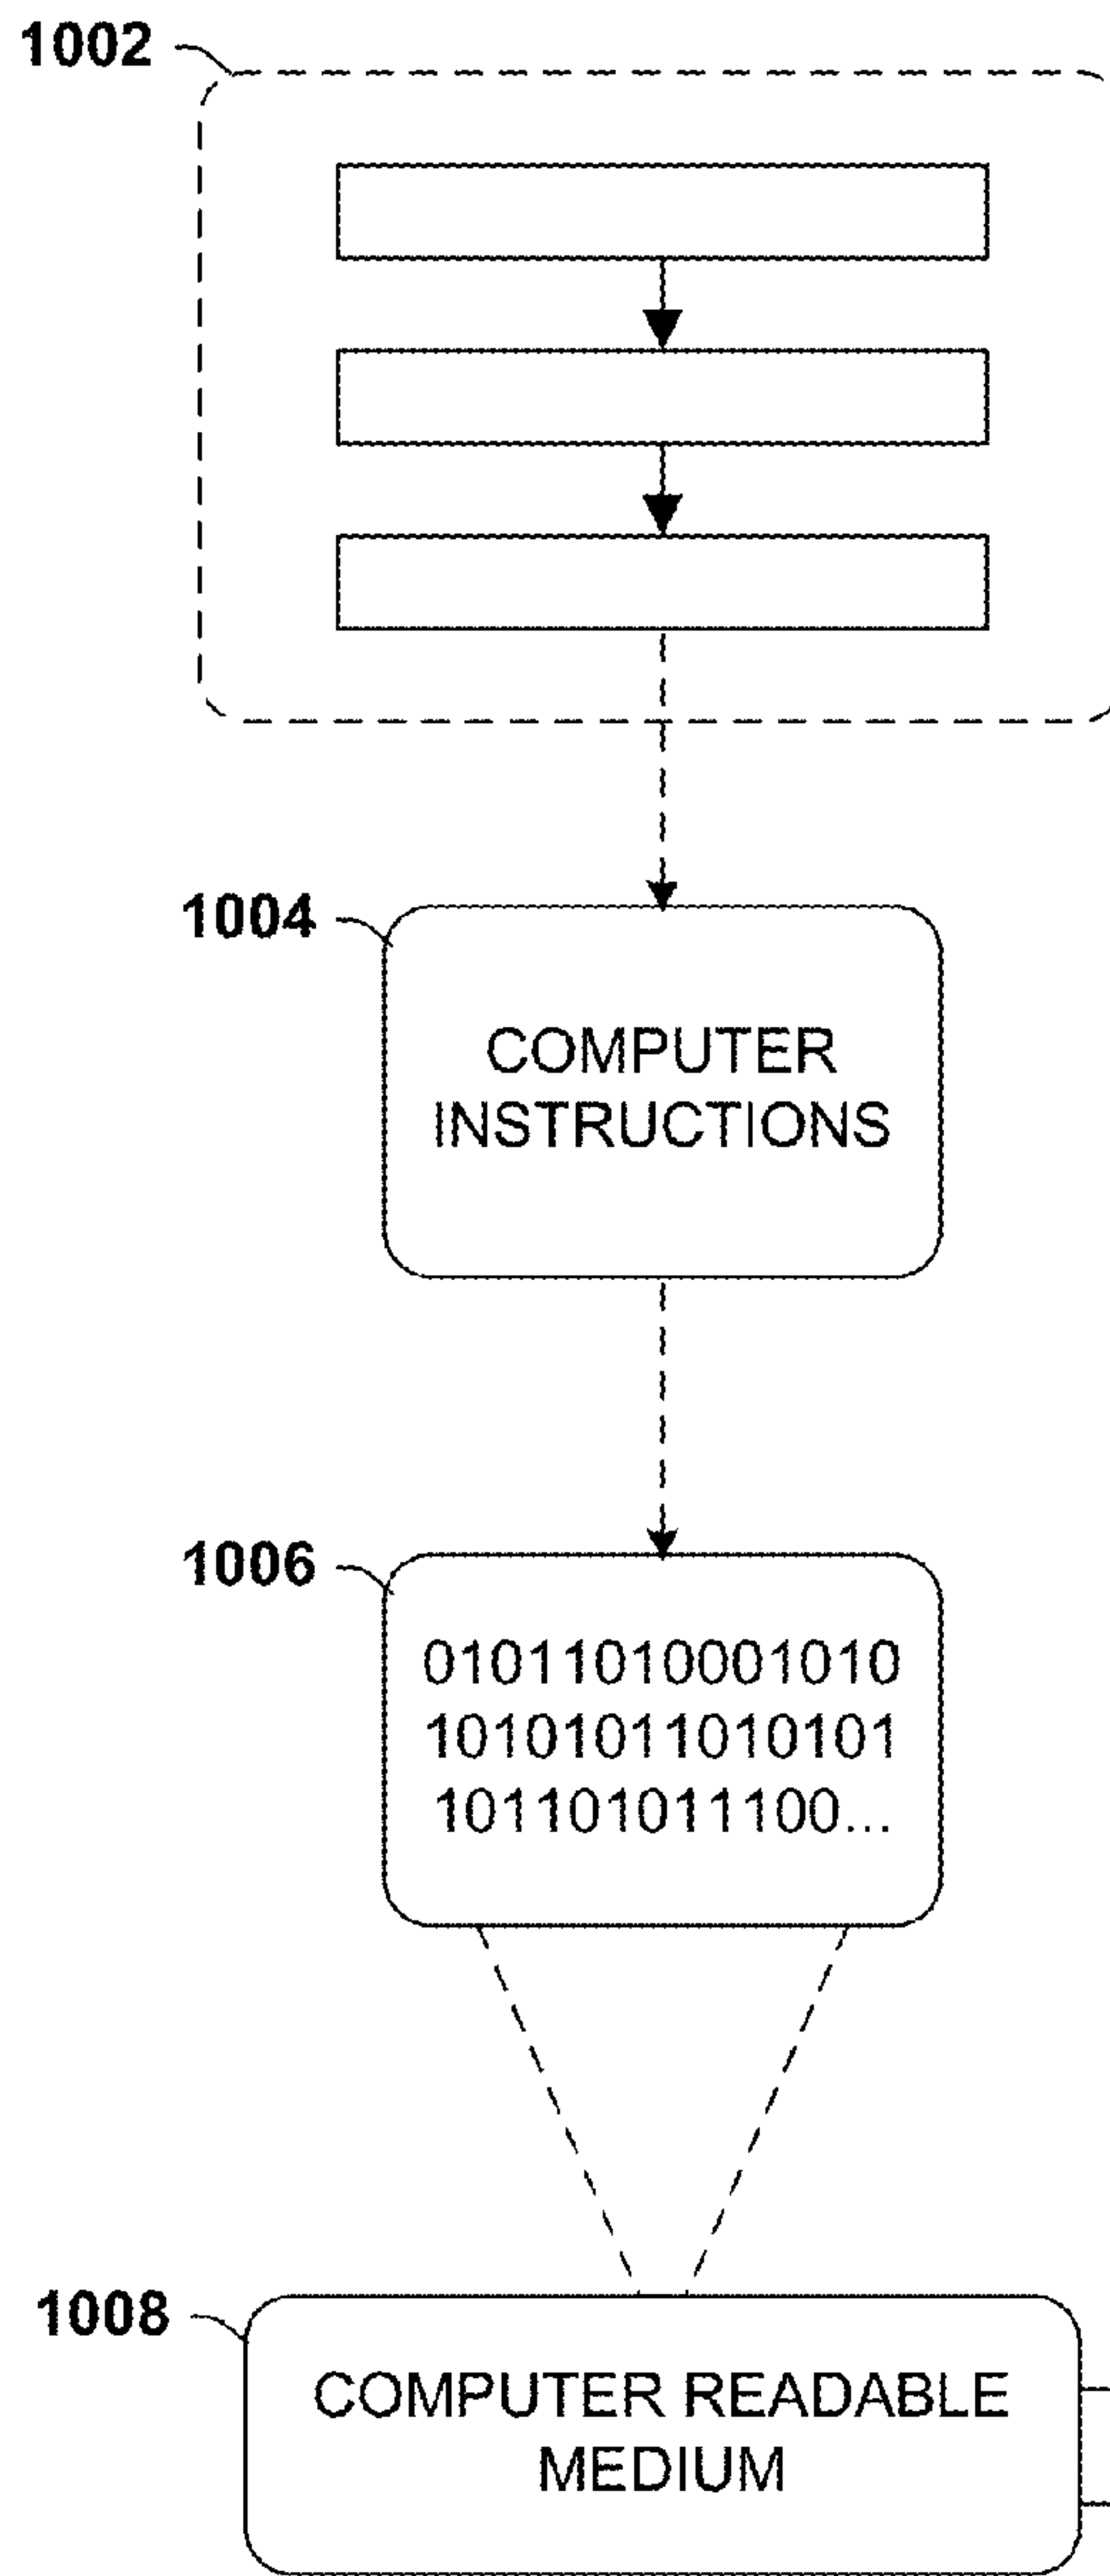 1002
1004
COMPUTER
INSTRUCTIONS
1006
01011010001010
10101011010101
101101011100...
1008
COMPUTER READABLE
MEDIUM